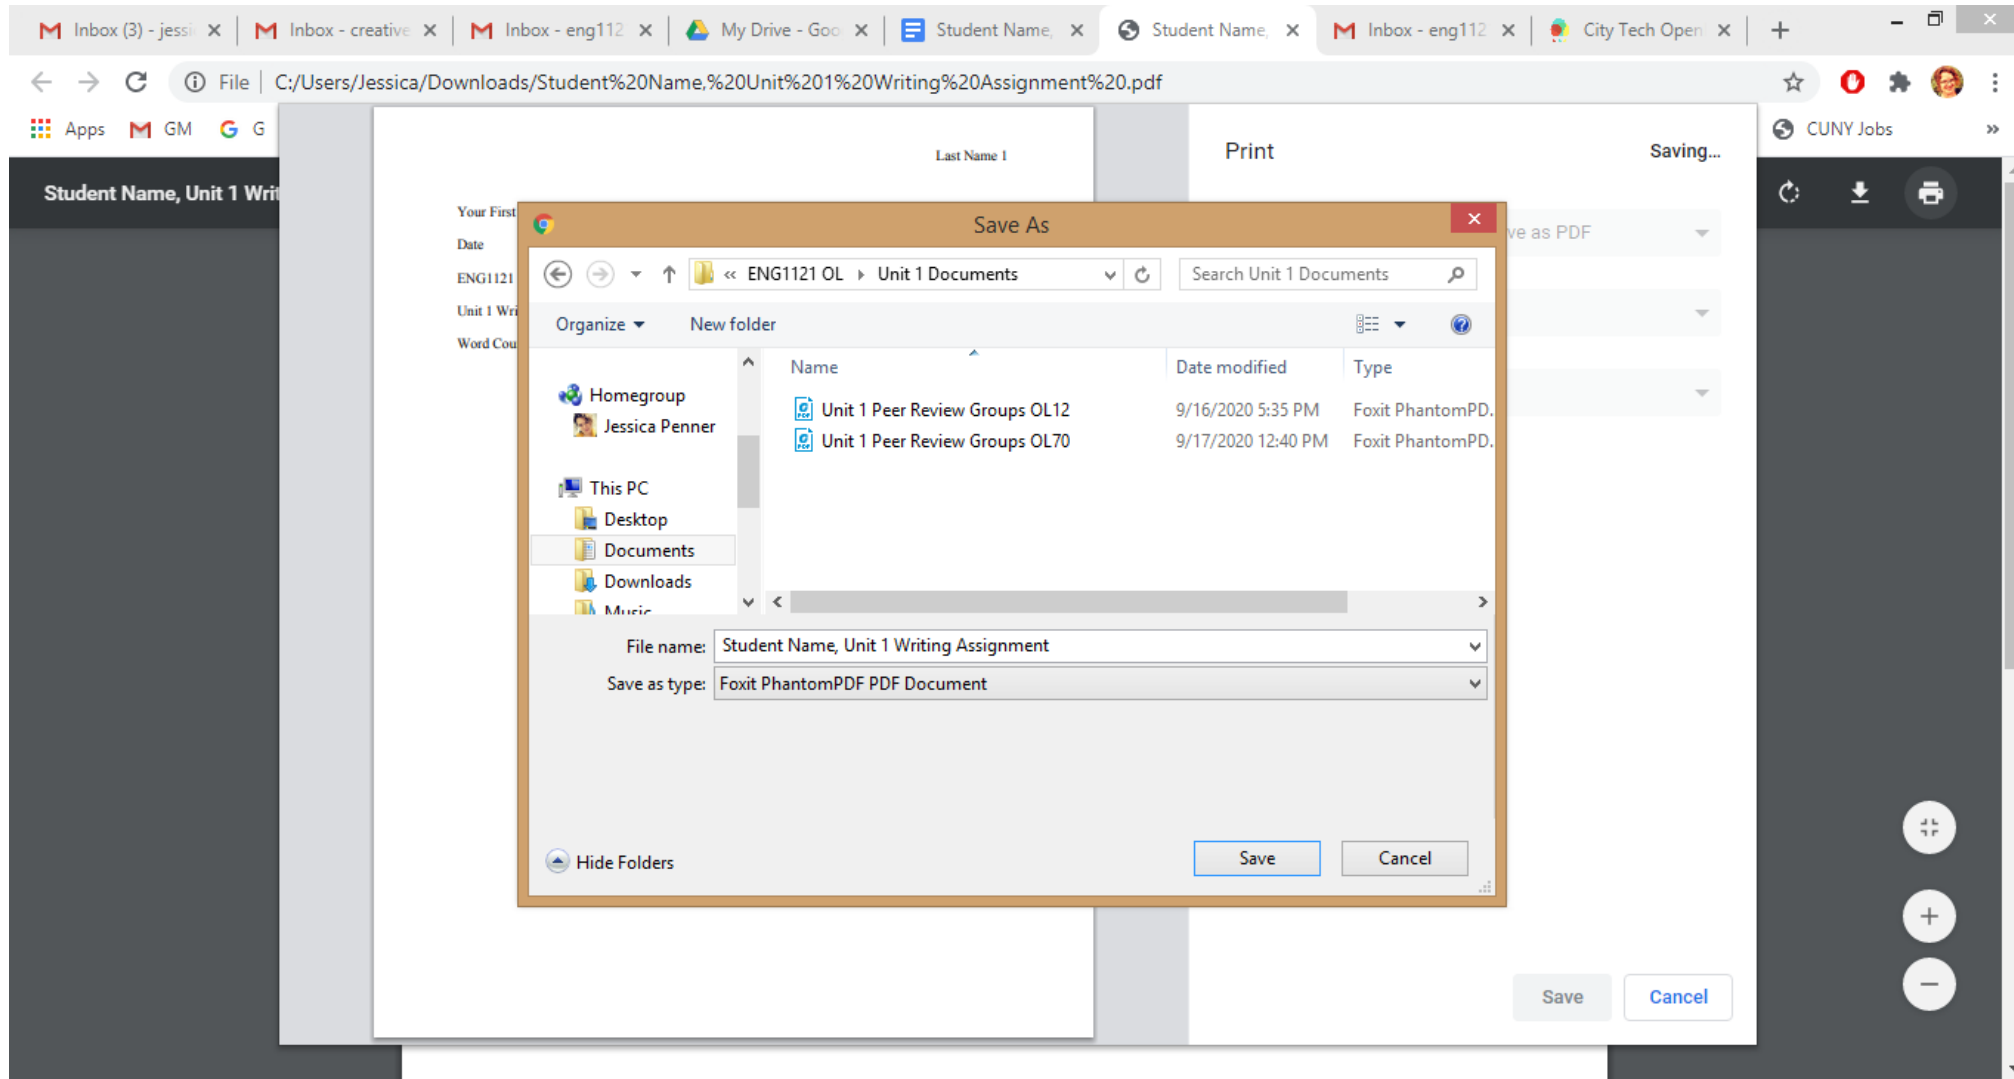 Inbox (3) - jessi
Inbox - creative
Inbox - eng112
My Drive - Goo
Student Name,
Student Name,
Inbox - eng112
City Tech Open
File
C:/Users/Jessica/Downloads/Student%20Name,%20Unit%201%20Writing%20Assignment%20.pdf
Apps
GM
G
CUNY Jobs
Student Name, Unit 1 Writ
Last Name 1
Your First
Date
ENG1121
Unit 1 Wri
Word Cou
Print
Saving...
ve as PDF
Save As
« ENG1121 OL
Unit 1 Documents
Search Unit 1 Documents
Organize
New folder
Name
Date modified
Type
Homegroup
Jessica Penner
This PC
Desktop
Documents
Downloads
Music
Unit 1 Peer Review Groups OL12
9/16/2020 5:35 PM
Foxit PhantomPD.
Unit 1 Peer Review Groups OL70
9/17/2020 12:40 PM
Foxit PhantomPD.
File name:
Student Name, Unit 1 Writing Assignment
Save as type:
Foxit PhantomPDF PDF Document
Hide Folders
Save
Cancel
Save
Cancel